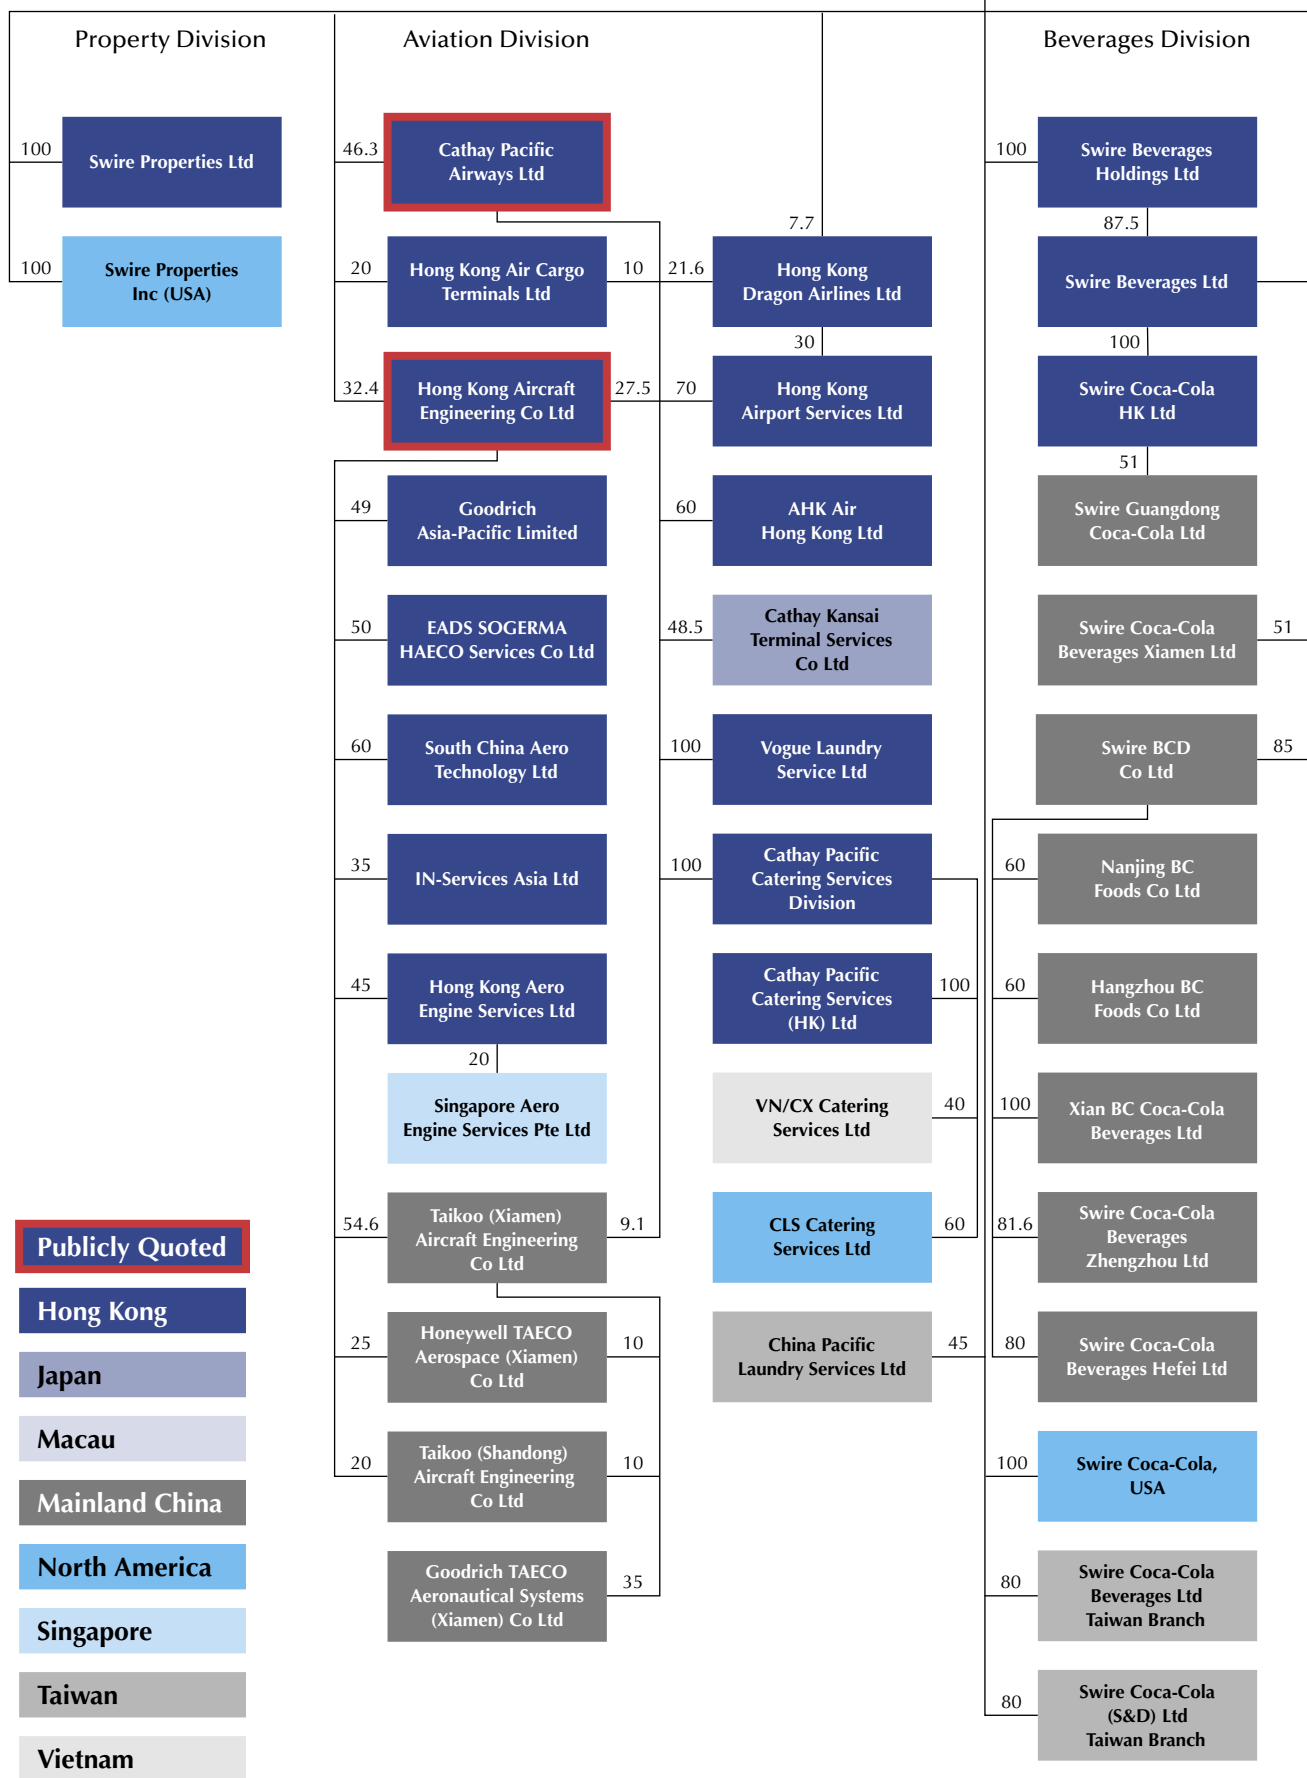 Property Division
Aviation Division
Beverages Division
100
Swire Properties Ltd
100
Swire Properties
Inc (USA)
46.3
Cathay Pacific
Airways Ltd
20
Hong Kong Air Cargo
Terminals Ltd
10
32.4
Hong Kong Aircraft
Engineering Co Ltd
27.5
49
Goodrich
Asia-Pacific Limited
50
EADS SOGERMA
HAECO Services Co Ltd
60
South China Aero
Technology Ltd
35
IN-Services Asia Ltd
45
Hong Kong Aero
Engine Services Ltd
20
Singapore Aero
Engine Services Pte Ltd
54.6
Taikoo (Xiamen)
Aircraft Engineering
Co Ltd
9.1
25
Honeywell TAECO
Aerospace (Xiamen)
Co Ltd
10
20
Taikoo (Shandong)
Aircraft Engineering
Co Ltd
10
Goodrich TAECO
Aeronautical Systems
(Xiamen) Co Ltd
35
7.7
21.6
Hong Kong
Dragon Airlines Ltd
30
70
Hong Kong
Airport Services Ltd
60
AHK Air
Hong Kong Ltd
48.5
Cathay Kansai
Terminal Services
Co Ltd
100
Vogue Laundry
Service Ltd
100
Cathay Pacific
Catering Services
Division
Cathay Pacific
Catering Services
(HK) Ltd
100
VN/CX Catering
Services Ltd
40
CLS Catering
Services Ltd
60
China Pacific
Laundry Services Ltd
45
100
Swire Beverages
Holdings Ltd
87.5
Swire Beverages Ltd
100
Swire Coca-Cola
HK Ltd
51
Swire Guangdong
Coca-Cola Ltd
Swire Coca-Cola
Beverages Xiamen Ltd
51
Swire BCD
Co Ltd
85
60
Nanjing BC
Foods Co Ltd
60
Hangzhou BC
Foods Co Ltd
100
Xian BC Coca-Cola
Beverages Ltd
81.6
Swire Coca-Cola
Beverages
Zhengzhou Ltd
80
Swire Coca-Cola
Beverages Hefei Ltd
100
Swire Coca-Cola,
USA
80
Swire Coca-Cola
Beverages Ltd
Taiwan Branch
80
Swire Coca-Cola
(S&D) Ltd
Taiwan Branch
Publicly Quoted
Hong Kong
Japan
Macau
Mainland China
North America
Singapore
Taiwan
Vietnam